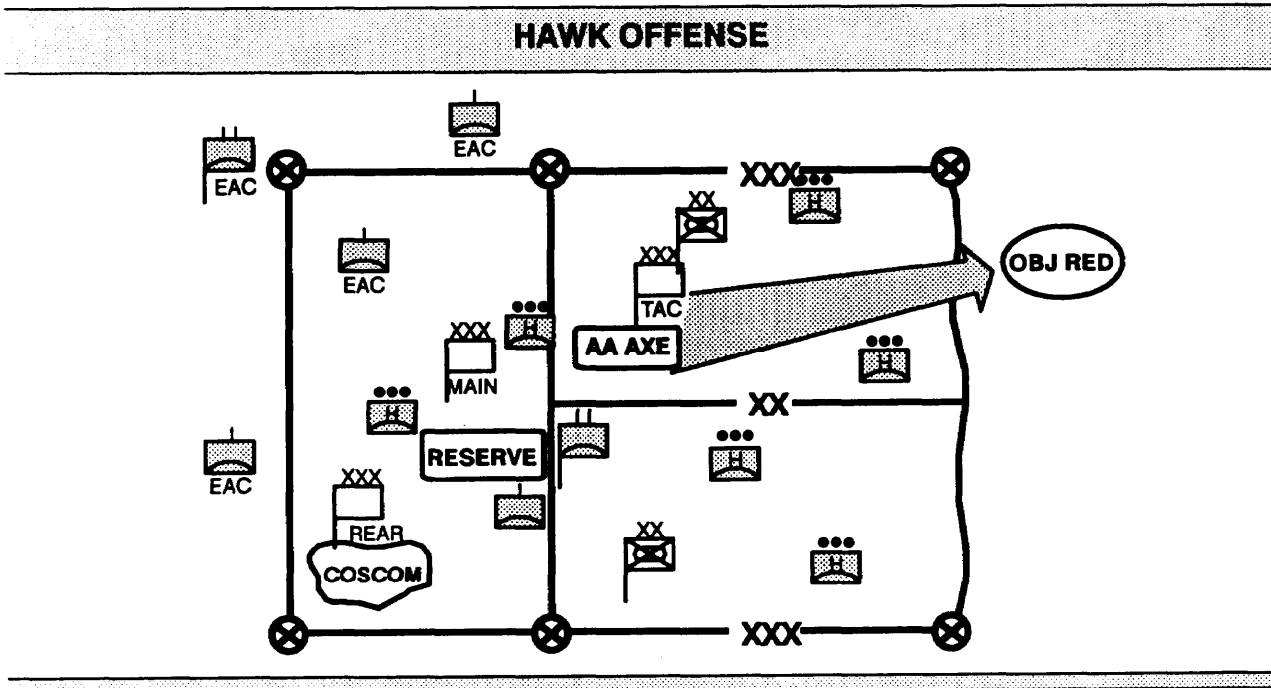 HAWK OFFENSE
EAC
EAC
XXX
XX
H
EAC
XXX
TAC
OBJ RED
H
XXX
MAIN
AA AXE
H
H
XX
RESERVE
H
EAC
XXX
REAR
XX
H
COSCOM
XXX